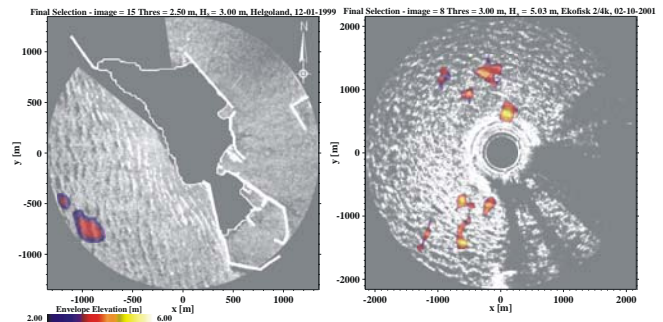 Final Selection - image = 15 Thres = 2.50 m, Hs = 3.00 m, Helgoland, 12-01-1999
Final Selection - image = 8 Thres = 3.00 m, Hs = 5.03 m, Ekofisk 2/4k, 02-10-2001
N
1000
500
0
-500
-1000
y [m]
-1000
-500
0
500
1000
x [m]
Envelope Elevation [m]
2.00
6.00
2000
1000
0
-1000
-2000
y [m]
-2000
-1000
0
1000
2000
x [m]